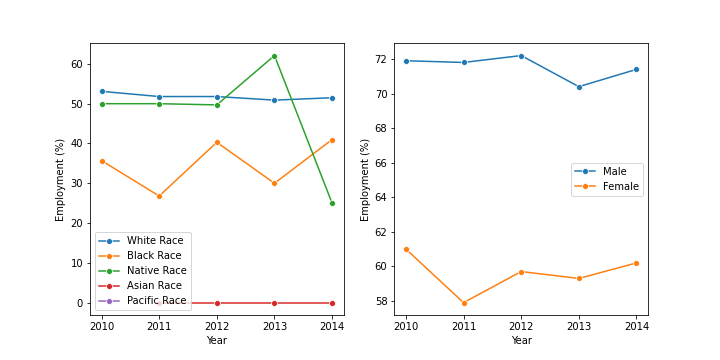 60
50
40
30
20
10
0
Employment (%)
White Race
Black Race
Native Race
Asian Race
Pacific Race
2010 2011 2012 2013 2014
Year
72
70
68
66
64
62
60
58
Employment (%)
Male
Female
2010 2011 2012 2013 2014
Year